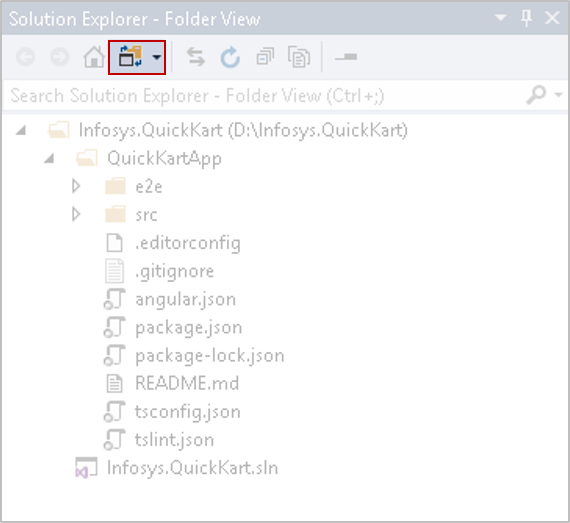 Solution Explorer - Folder View
Search Solution Explorer - Folder View (Ctrl+;)
Infosys.QuickKart (D:\Infosys.QuickKart)
QuickKartApp
e2e
src
.editorconfig
.gitignore
angular.json
package.json
package-lock.json
README.md
tsconfig.json
tslint.json
Infosys.QuickKart.sln